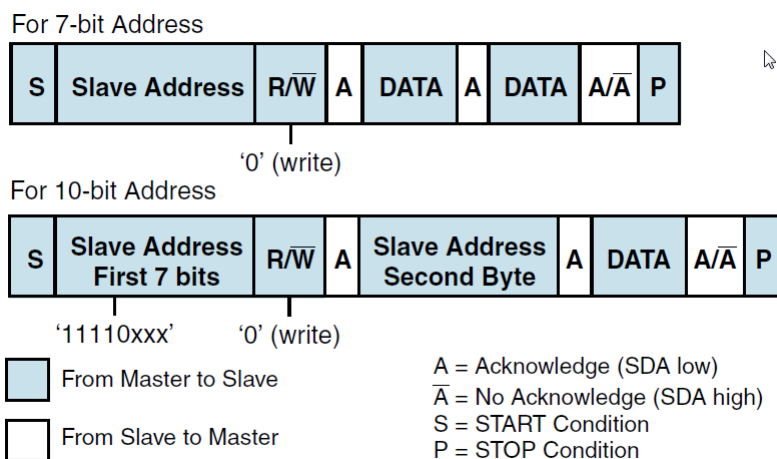 For 7-bit Address
S Slave Address R/W̅ A DATA A DATA A/A̅ P
‘0’ (write)
For 10-bit Address
S Slave Address First 7 bits R/W̅ A Slave Address Second Byte A DATA A/A̅ P
‘11110xxx’ ‘0’ (write)
From Master to Slave
From Slave to Master
A = Acknowledge (SDA low)
A̅ = No Acknowledge (SDA high)
S = START Condition
P = STOP Condition